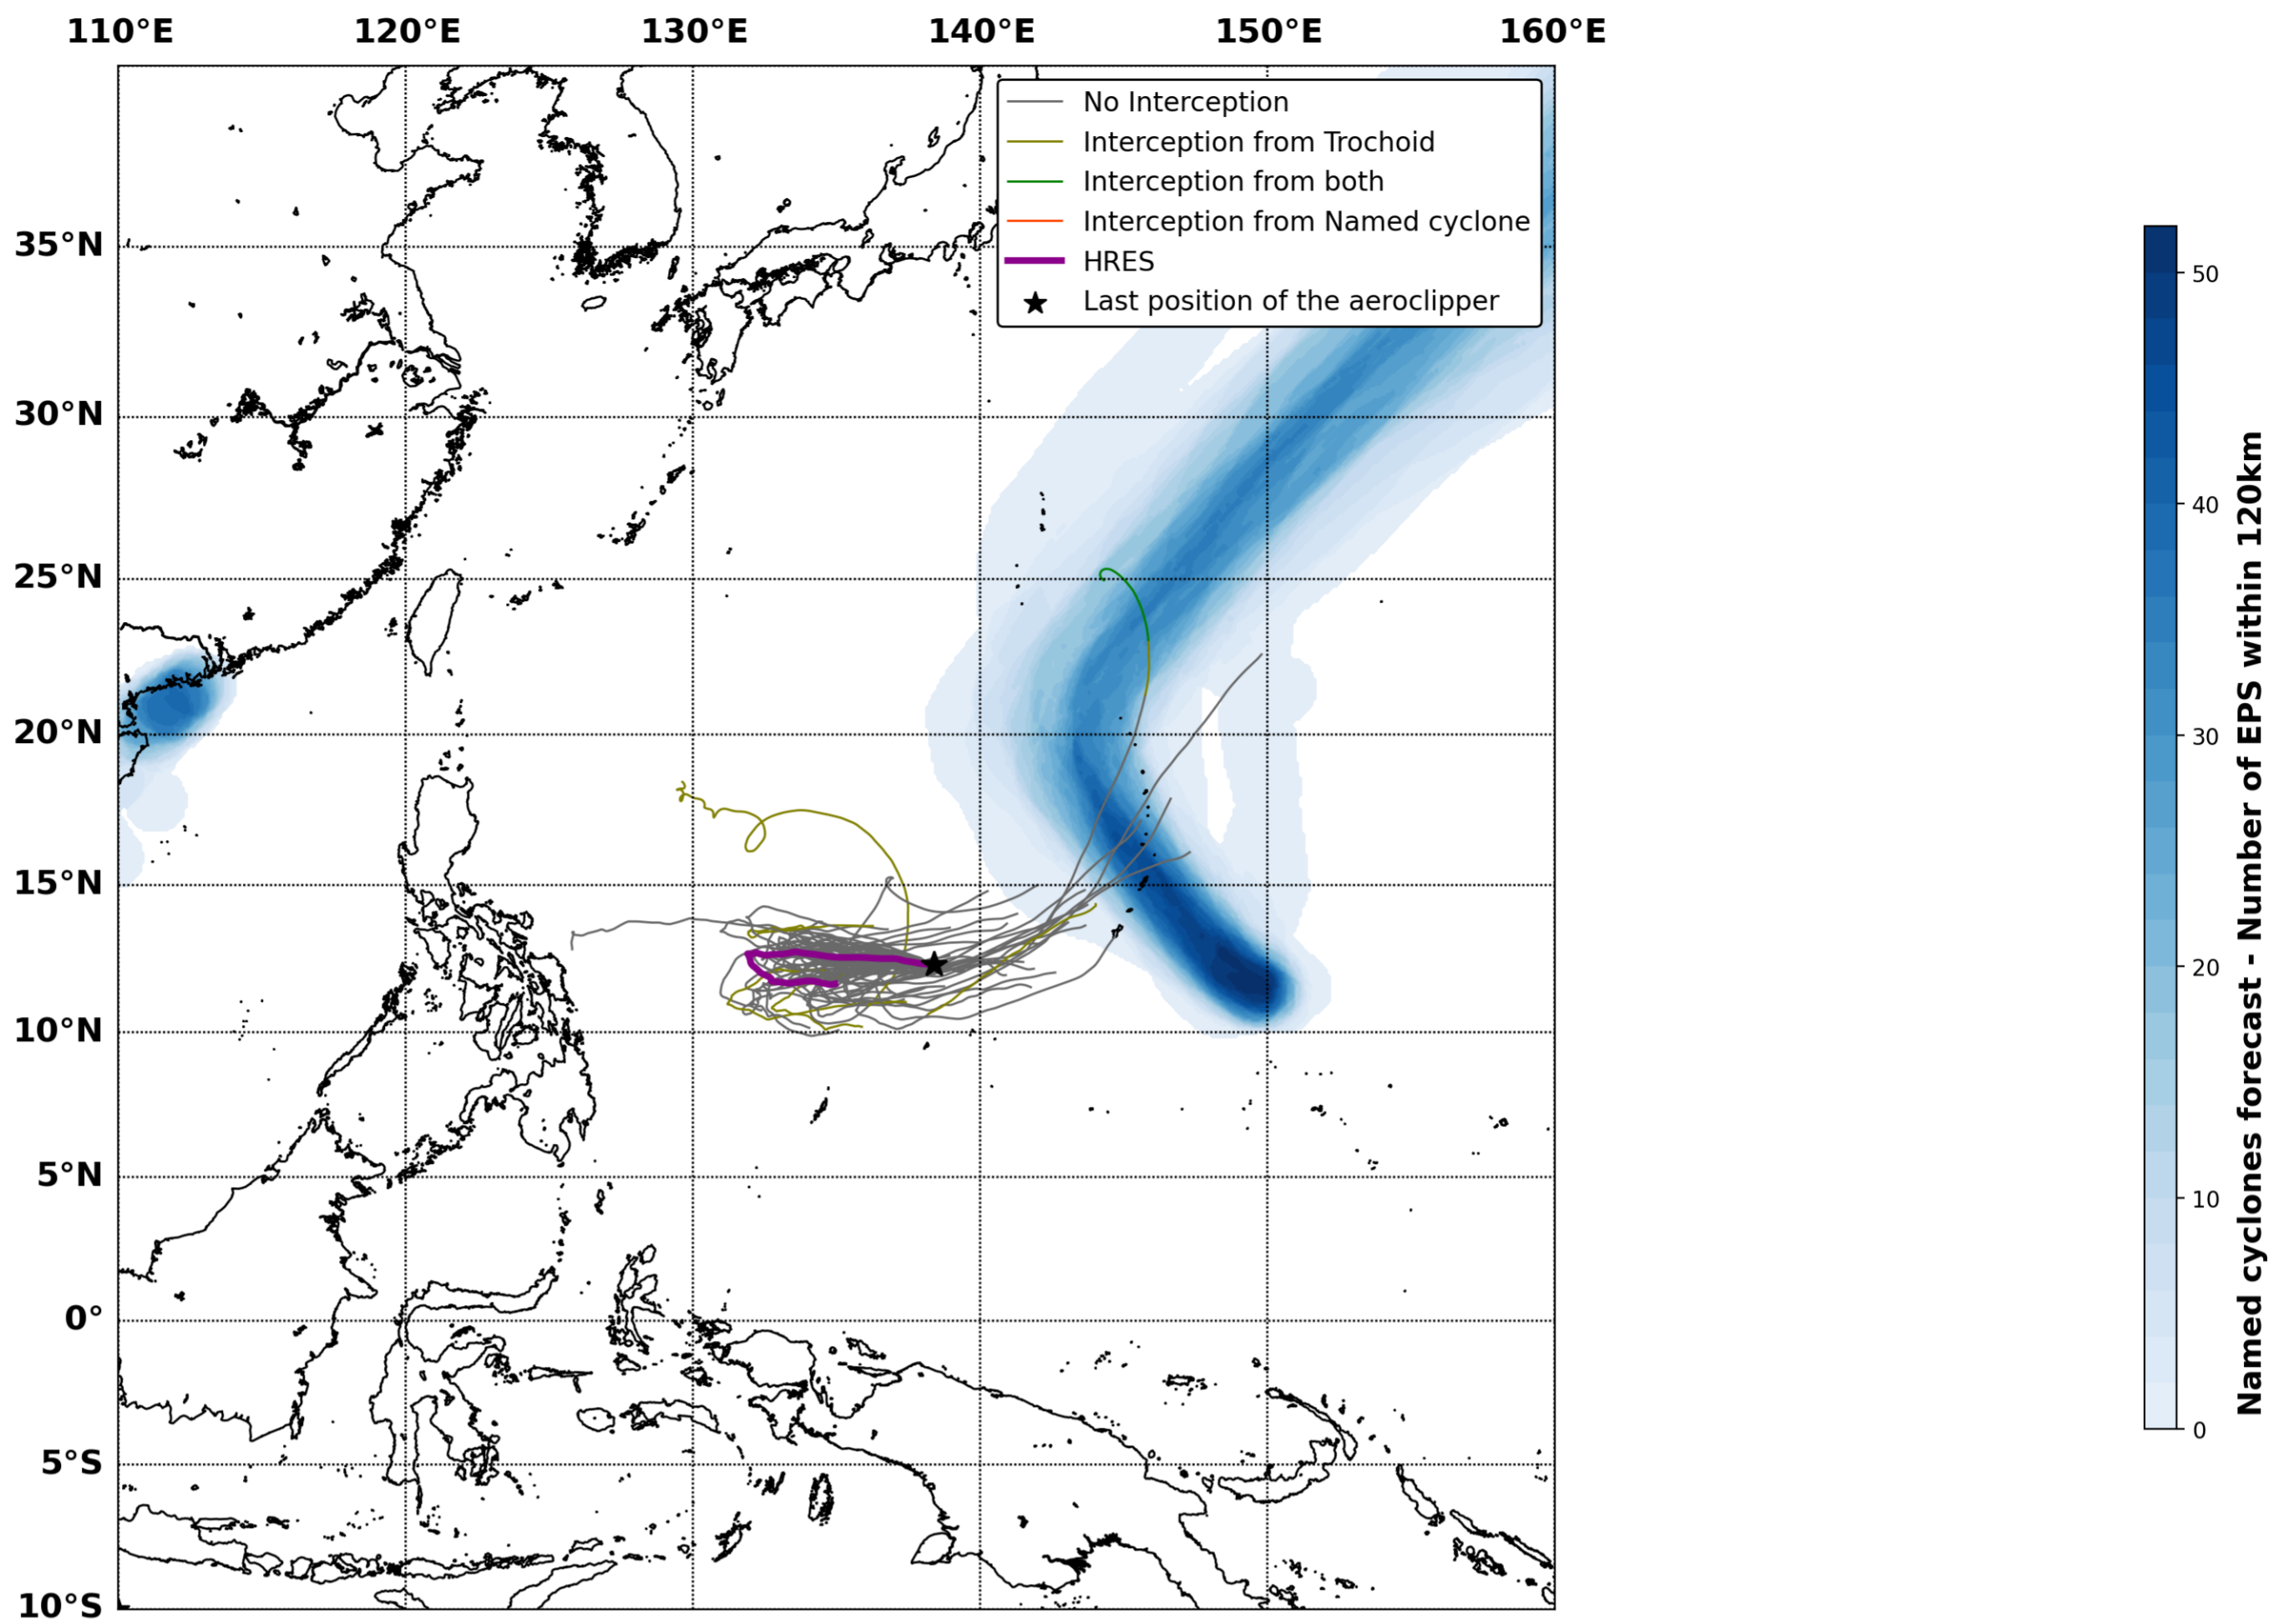 110°E 120°E 130°E 140°E 150°E 160°E
No Interception
Interception from Trochoid
Interception from both
Interception from Named cyclone
HRES
Last position of the aeroclipper
35°N
30°N
25°N
20°N
15°N
10°N
5°N
0°
5°S
10°S
50
40
30
20
10
0
Named cyclones forecast - Number of EPS within 120km